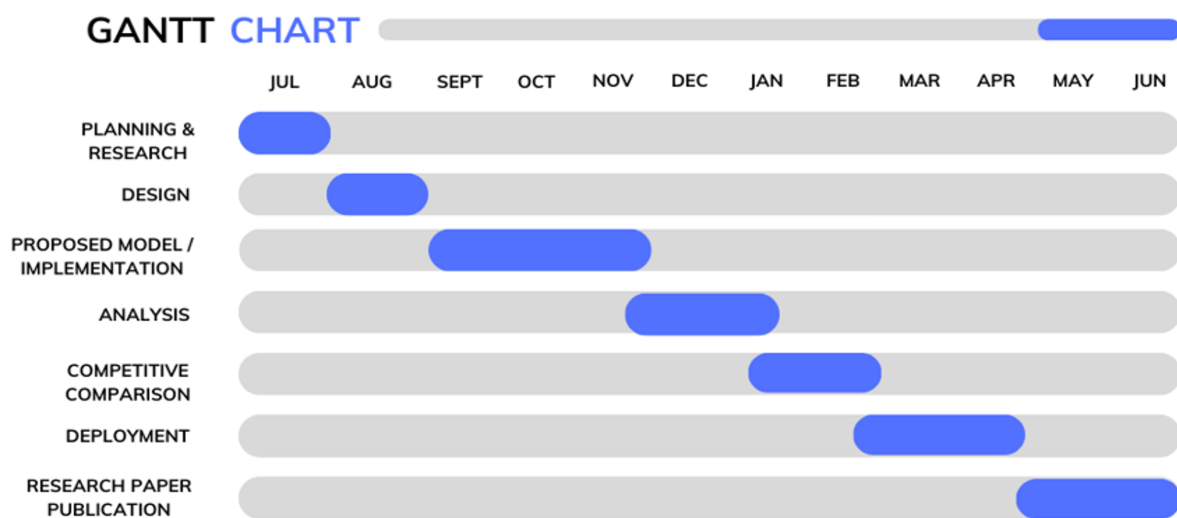 GANTT CHART
JUL AUG SEPT OCT NOV DEC JAN FEB MAR APR MAY JUN
PLANNING &
RESEARCH
DESIGN
PROPOSED MODEL /
IMPLEMENTATION
ANALYSIS
COMPETITIVE
COMPARISON
DEPLOYMENT
RESEARCH PAPER
PUBLICATION